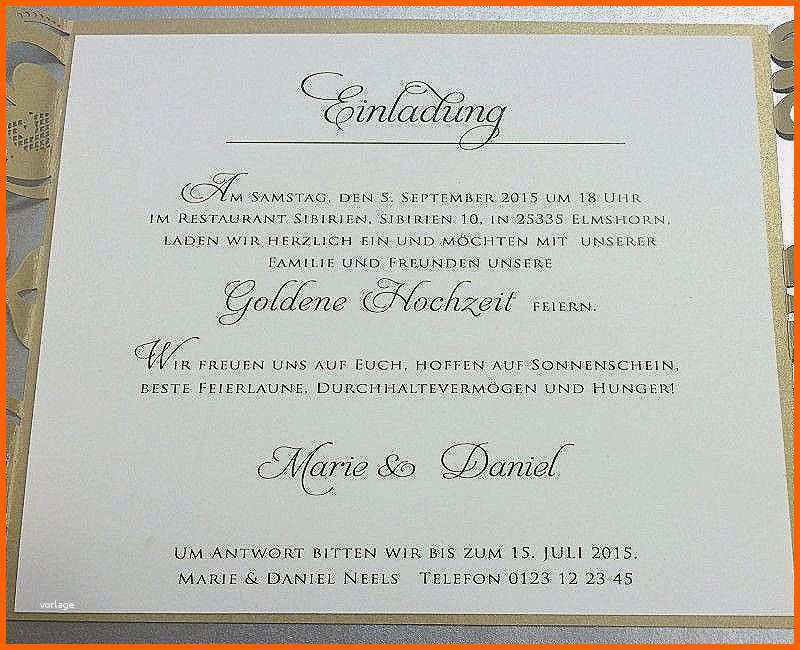 Einladung
Am Samstag, den 5. September 2015 um 18 Uhr
im Restaurant Sibirien, Sibirien 10, in 25335 Elmshorn,
laden wir herzlich ein und möchten mit unserer
Familie und Freunden unsere
Goldene Hochzeit feiern.
Wir freuen uns auf Euch, hoffen auf Sonnenschein,
beste Feierlaune, Durchhaltevermögen und Hunger!
Marie & Daniel
Um Antwort bitten wir bis zum 15. Juli 2015.
Marie & Daniel Neels Telefon 0123 12 23 45
vorlage